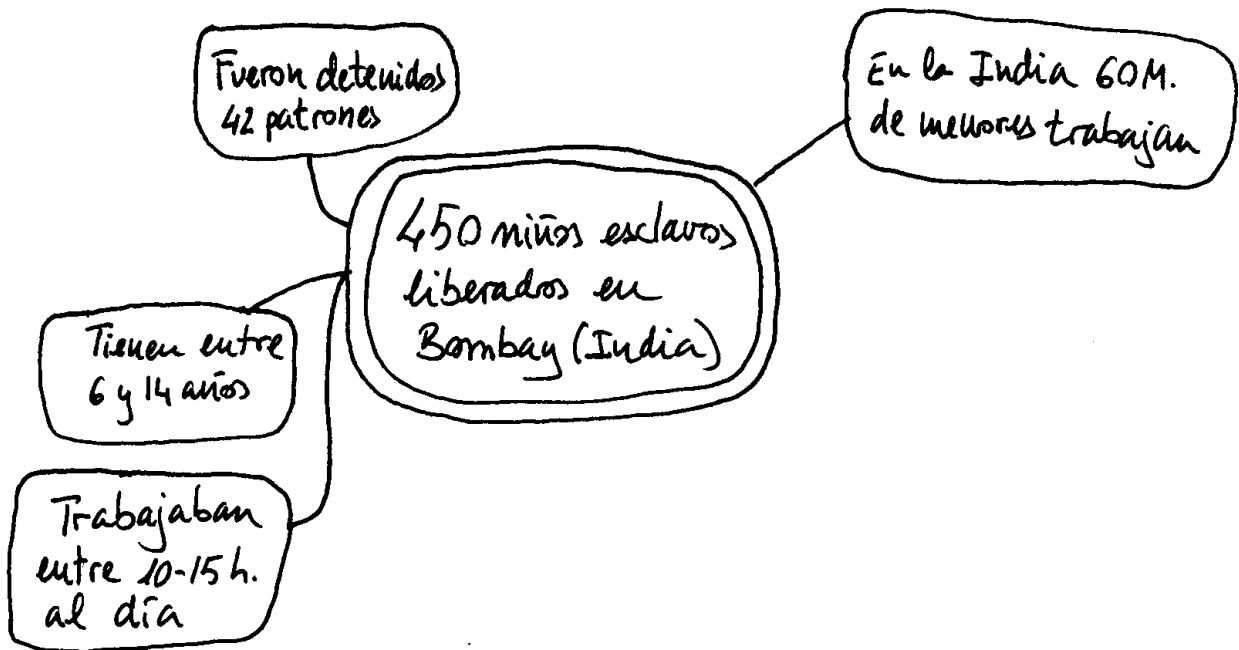 Fueron detenidos
42 patrones
En la India 60M.
de menores trabajan
450 niños esclavos
liberados en
Bombay (India)
Tienen entre
6 y 14 años
Trabajaban
entre 10-15 h.
al día